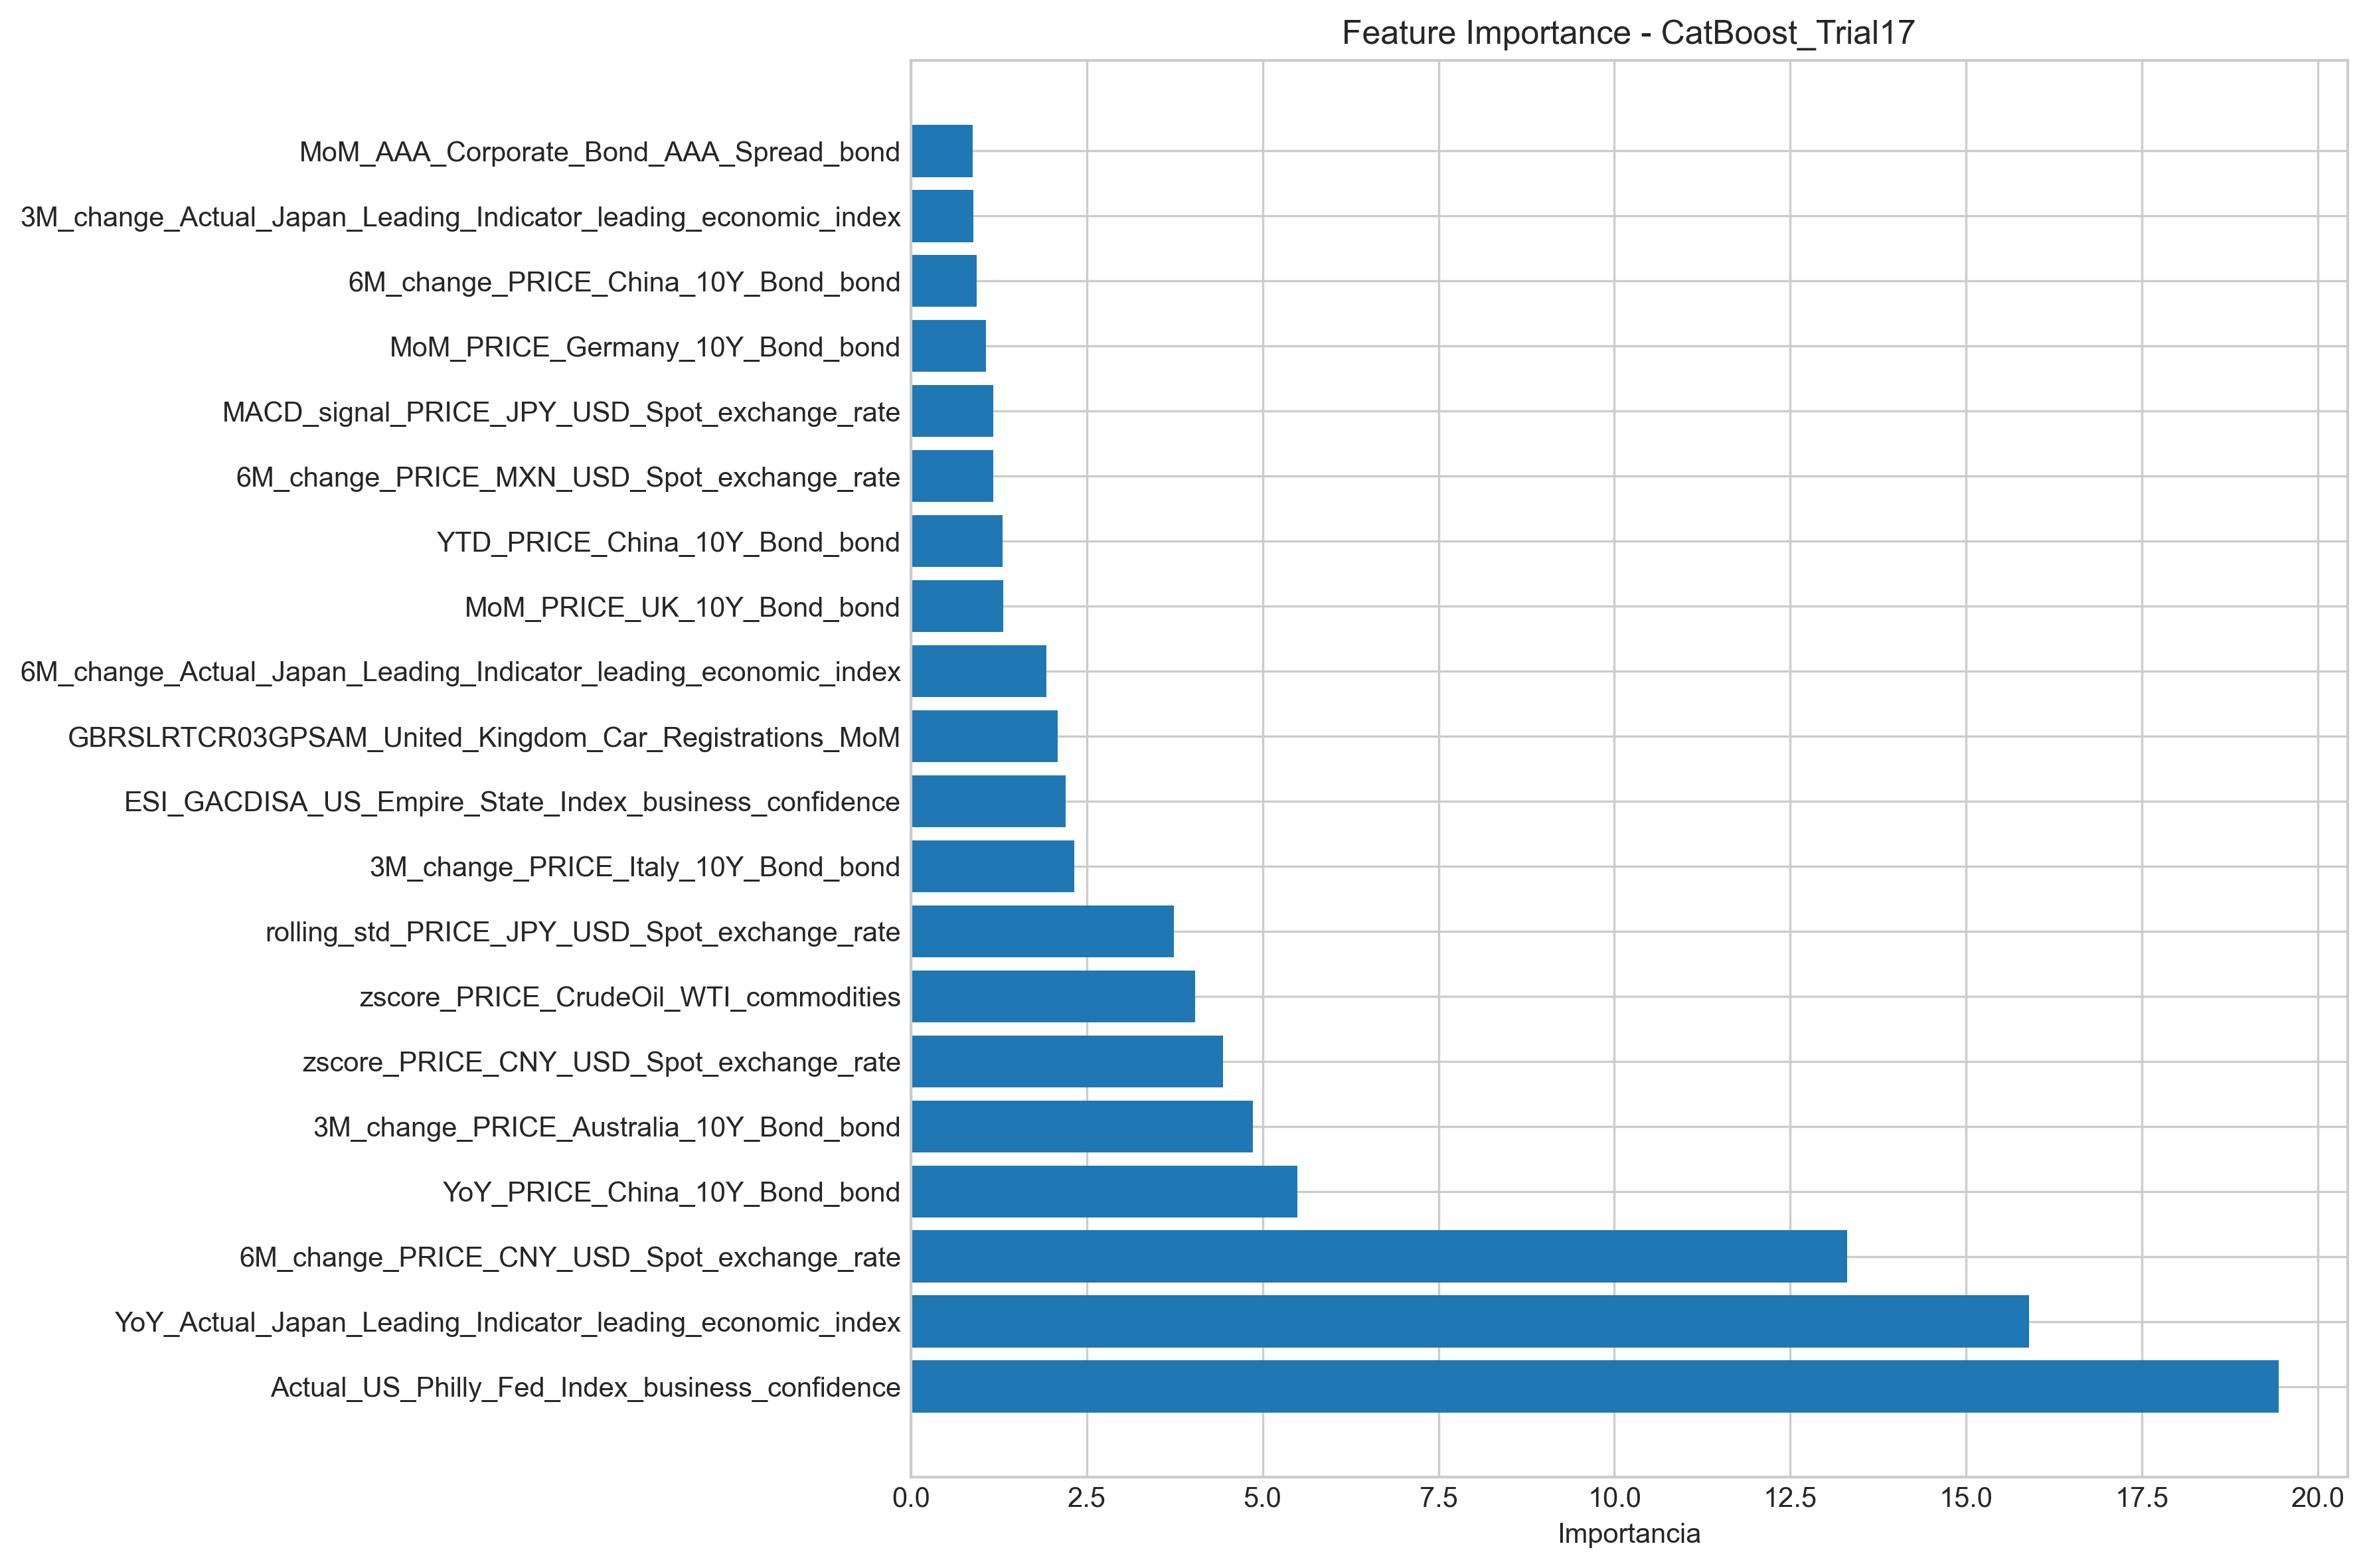 Feature Importance - CatBoost_Trial17
MoM_AAA_Corporate_Bond_AAA_Spread_bond
3M_change_Actual_Japan_Leading_Indicator_leading_economic_index
6M_change_PRICE_China_10Y_Bond_bond
MoM_PRICE_Germany_10Y_Bond_bond
MACD_signal_PRICE_JPY_USD_Spot_exchange_rate
6M_change_PRICE_MXN_USD_Spot_exchange_rate
YTD_PRICE_China_10Y_Bond_bond
MoM_PRICE_UK_10Y_Bond_bond
6M_change_Actual_Japan_Leading_Indicator_leading_economic_index
GBRSLRTCR03GPSAM_United_Kingdom_Car_Registrations_MoM
ESI_GACDISA_US_Empire_State_Index_business_confidence
3M_change_PRICE_Italy_10Y_Bond_bond
rolling_std_PRICE_JPY_USD_Spot_exchange_rate
zscore_PRICE_CrudeOil_WTI_commodities
zscore_PRICE_CNY_USD_Spot_exchange_rate
3M_change_PRICE_Australia_10Y_Bond_bond
YoY_PRICE_China_10Y_Bond_bond
6M_change_PRICE_CNY_USD_Spot_exchange_rate
YoY_Actual_Japan_Leading_Indicator_leading_economic_index
Actual_US_Philly_Fed_Index_business_confidence
0.0 2.5 5.0 7.5 10.0 12.5 15.0 17.5 20.0
Importancia